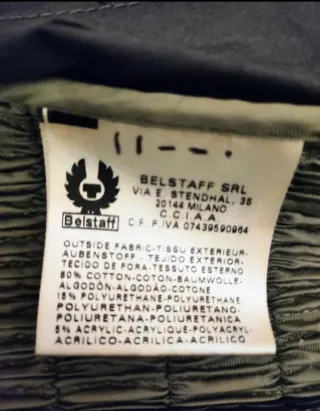 BELSTAFF SRL
VIA E. STENDHAL, 35
20144 MILANO
C.C.I.A.A.
C.F. P.IVA 07439590964
Belstaff
OUTSIDE FABRIC-TISSU EXTERIEUR-
AUBENSTOFF - TEJIDO EXTERIOR-
TECIDO DE FORA-TESSUTO ESTERNO
80% COTTON-COTON-BAUMWOLLE-
ALGODÓN-ALGODÃO-COTONE
15% POLYURETHANE-POLYURÉTHANE-
POLYURETHAN-POLIURETANO-
POLIURETANA-POLIURETANICA
5% ACRYLIC-ACRYLIQUE-POLYACRYL-
ACRÍLICO-ACRILICA-ACRILICO